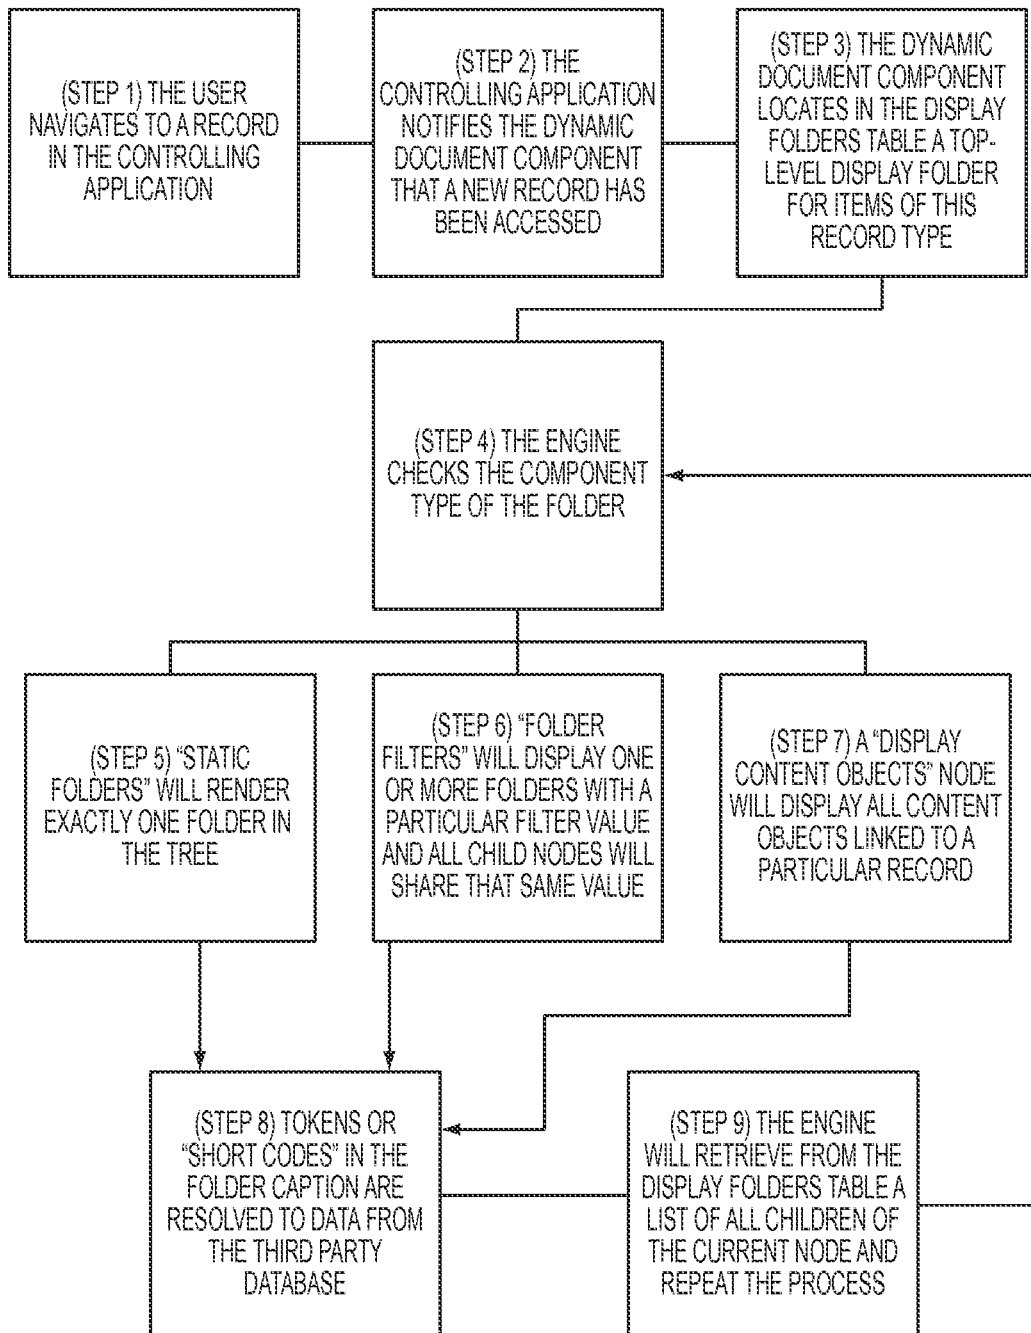 (STEP 1) THE USER
NAVIGATES TO A RECORD
IN THE CONTROLLING
APPLICATION
(STEP 2) THE
CONTROLLING APPLICATION
NOTIFIES THE DYNAMIC
DOCUMENT COMPONENT
THAT A NEW RECORD HAS
BEEN ACCESSED
(STEP 3) THE DYNAMIC
DOCUMENT COMPONENT
LOCATES IN THE DISPLAY
FOLDERS TABLE A TOP-
LEVEL DISPLAY FOLDER
FOR ITEMS OF THIS
RECORD TYPE
(STEP 4) THE ENGINE
CHECKS THE COMPONENT
TYPE OF THE FOLDER
(STEP 5) “STATIC
FOLDERS” WILL RENDER
EXACTLY ONE FOLDER IN
THE TREE
(STEP 6) “FOLDER
FILTERS” WILL DISPLAY ONE
OR MORE FOLDERS WITH A
PARTICULAR FILTER VALUE
AND ALL CHILD NODES WILL
SHARE THAT SAME VALUE
(STEP 7) A “DISPLAY
CONTENT OBJECTS” NODE
WILL DISPLAY ALL CONTENT
OBJECTS LINKED TO A
PARTICULAR RECORD
(STEP 8) TOKENS OR
“SHORT CODES” IN THE
FOLDER CAPTION ARE
RESOLVED TO DATA FROM
THE THIRD PARTY
DATABASE
(STEP 9) THE ENGINE
WILL RETRIEVE FROM THE
DISPLAY FOLDERS TABLE A
LIST OF ALL CHILDREN OF
THE CURRENT NODE AND
REPEAT THE PROCESS